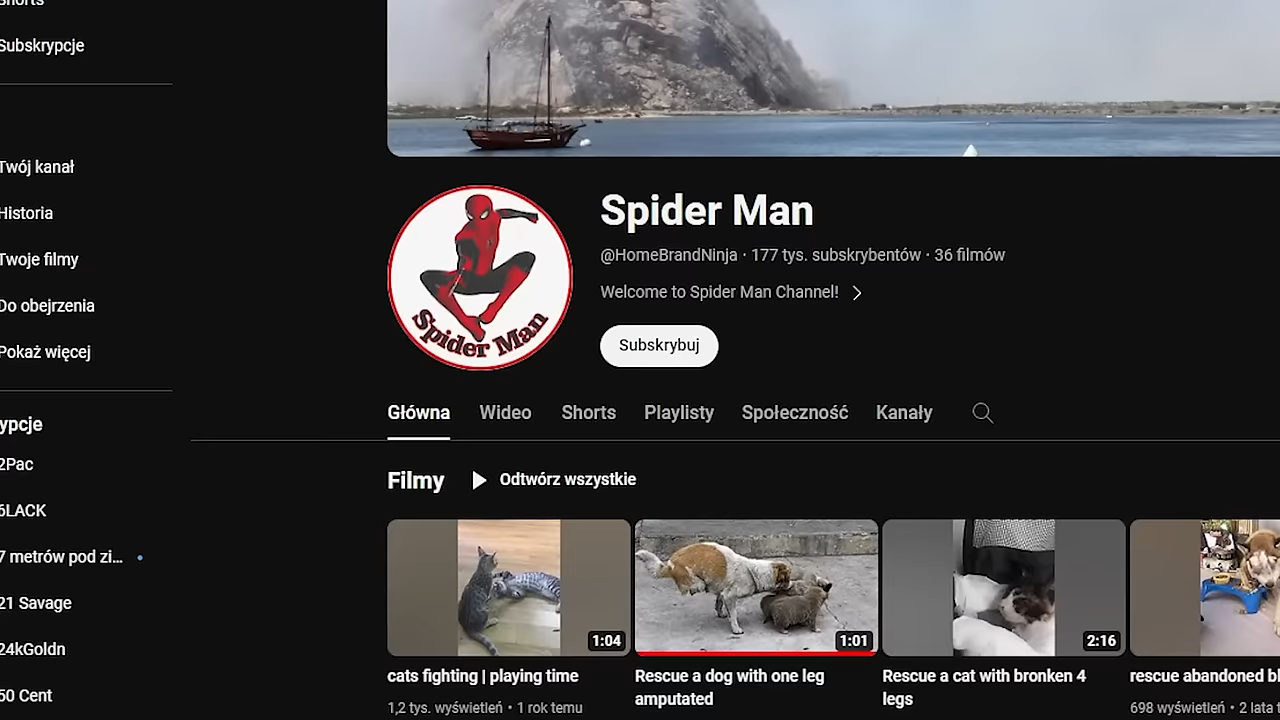 Shorts
Subskrypcje
Twój kanał
Historia
Twoje filmy
Do obejrzenia
Pokaż więcej
ypcje
2Pac
6LACK
7 metrów pod zi...
21 Savage
24kGoldn
50 Cent
Spider Man
Spider Man
@HomeBrandNinja · 177 tys. subskrybentów · 36 filmów
Welcome to Spider Man Channel!
Subskrybuj
Główna Wideo Shorts Playlisty Społeczność Kanały
Filmy Odtwórz wszystkie
1:04 1:01 2:16
cats fighting | playing time
1,2 tys. wyświetleń • 1 rok temu
Rescue a dog with one leg
amputated
Rescue a cat with bronken 4
legs
rescue abandoned bl
698 wyświetleń • 2 lata t